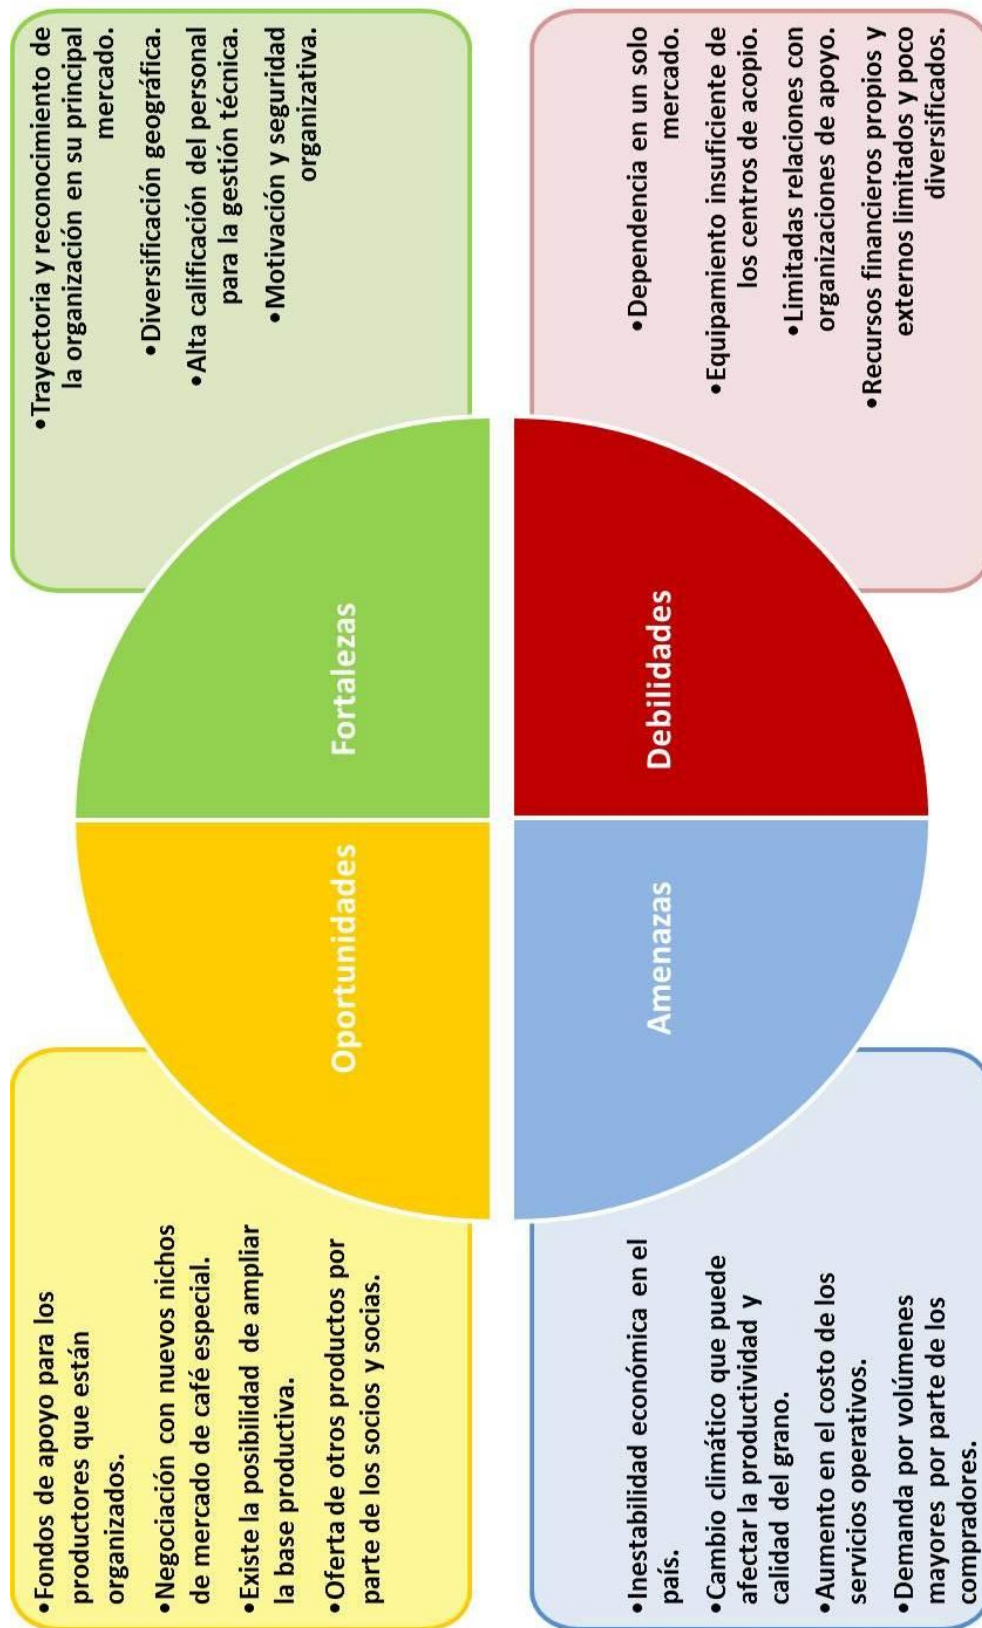 •Fondos de apoyo para los
productores que están
organizados.
•Negociación con nuevos nichos
de mercado de café especial.
•Existe la posibilidad de ampliar
la base productiva.
•Oferta de otros productos por
parte de los socios y socias.
•Trayectoria y reconocimiento de
la organización en su principal
mercado.
•Diversificación geográfica.
•Alta calificación del personal
para la gestión técnica.
•Motivación y seguridad
organizativa.
Oportunidades
Fortalezas
Amenazas
Debilidades
•Inestabilidad económica en el
país.
•Cambio climático que puede
afectar la productividad y
calidad del grano.
•Aumento en el costo de los
servicios operativos.
•Demanda por volúmenes
mayores por parte de los
compradores.
•Dependencia en un solo
mercado.
•Equipamiento insuficiente de
los centros de acopio.
•Limitadas relaciones con
organizaciones de apoyo.
•Recursos financieros propios y
externos limitados y poco
diversificados.